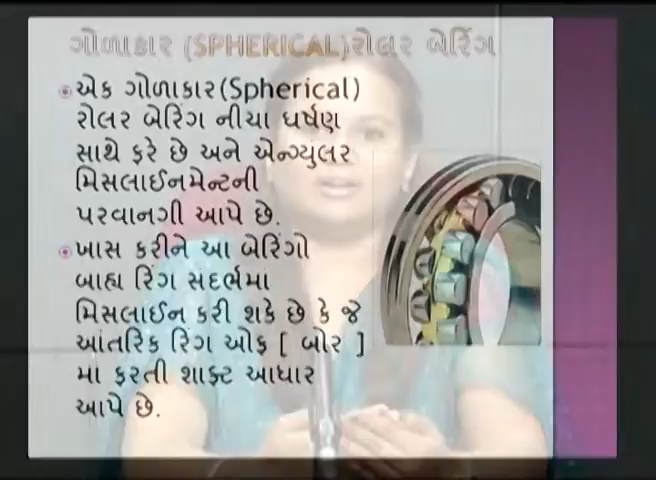 ગોળાકાર (SPHERICAL)રોલર બેરિંગ
એક ગોળાકાર(Spherical)
રોલર બેરિંગ નીચા ઘર્ષણ
સાથે ફરે છે અને એન્ગ્યુલર
મિસલાઈનમેન્ટની
પરવાનગી આપે છે.
ખાસ કરીને આ બેરિંગો
બાહ્ય રિંગ સદર્ભમા
મિસલાઈન કરી શકે છે કે જે
આંતરિક રિંગ ઓફ [ બોર ]
મા ફરતી શાફ્ટ આધાર
આપે છે.